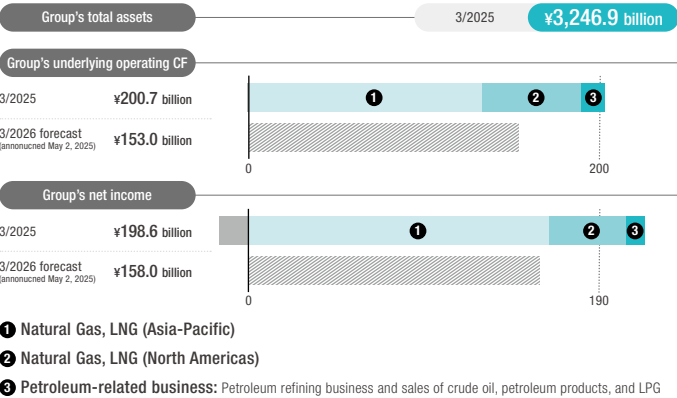 Group's total assets
3/2025
¥3,246.9 billion
Group's underlying operating CF
3/2025
¥200.7 billion
1
2
3
3/2026 forecast
(annonucned May 2, 2025)
¥153.0 billion
0
200
Group's net income
3/2025
¥198.6 billion
1
2
3
3/2026 forecast
(annonucned May 2, 2025)
¥158.0 billion
0
190
1 Natural Gas, LNG (Asia-Pacific)
2 Natural Gas, LNG (North Americas)
3 Petroleum-related business: Petroleum refining business and sales of crude oil, petroleum products, and LPG